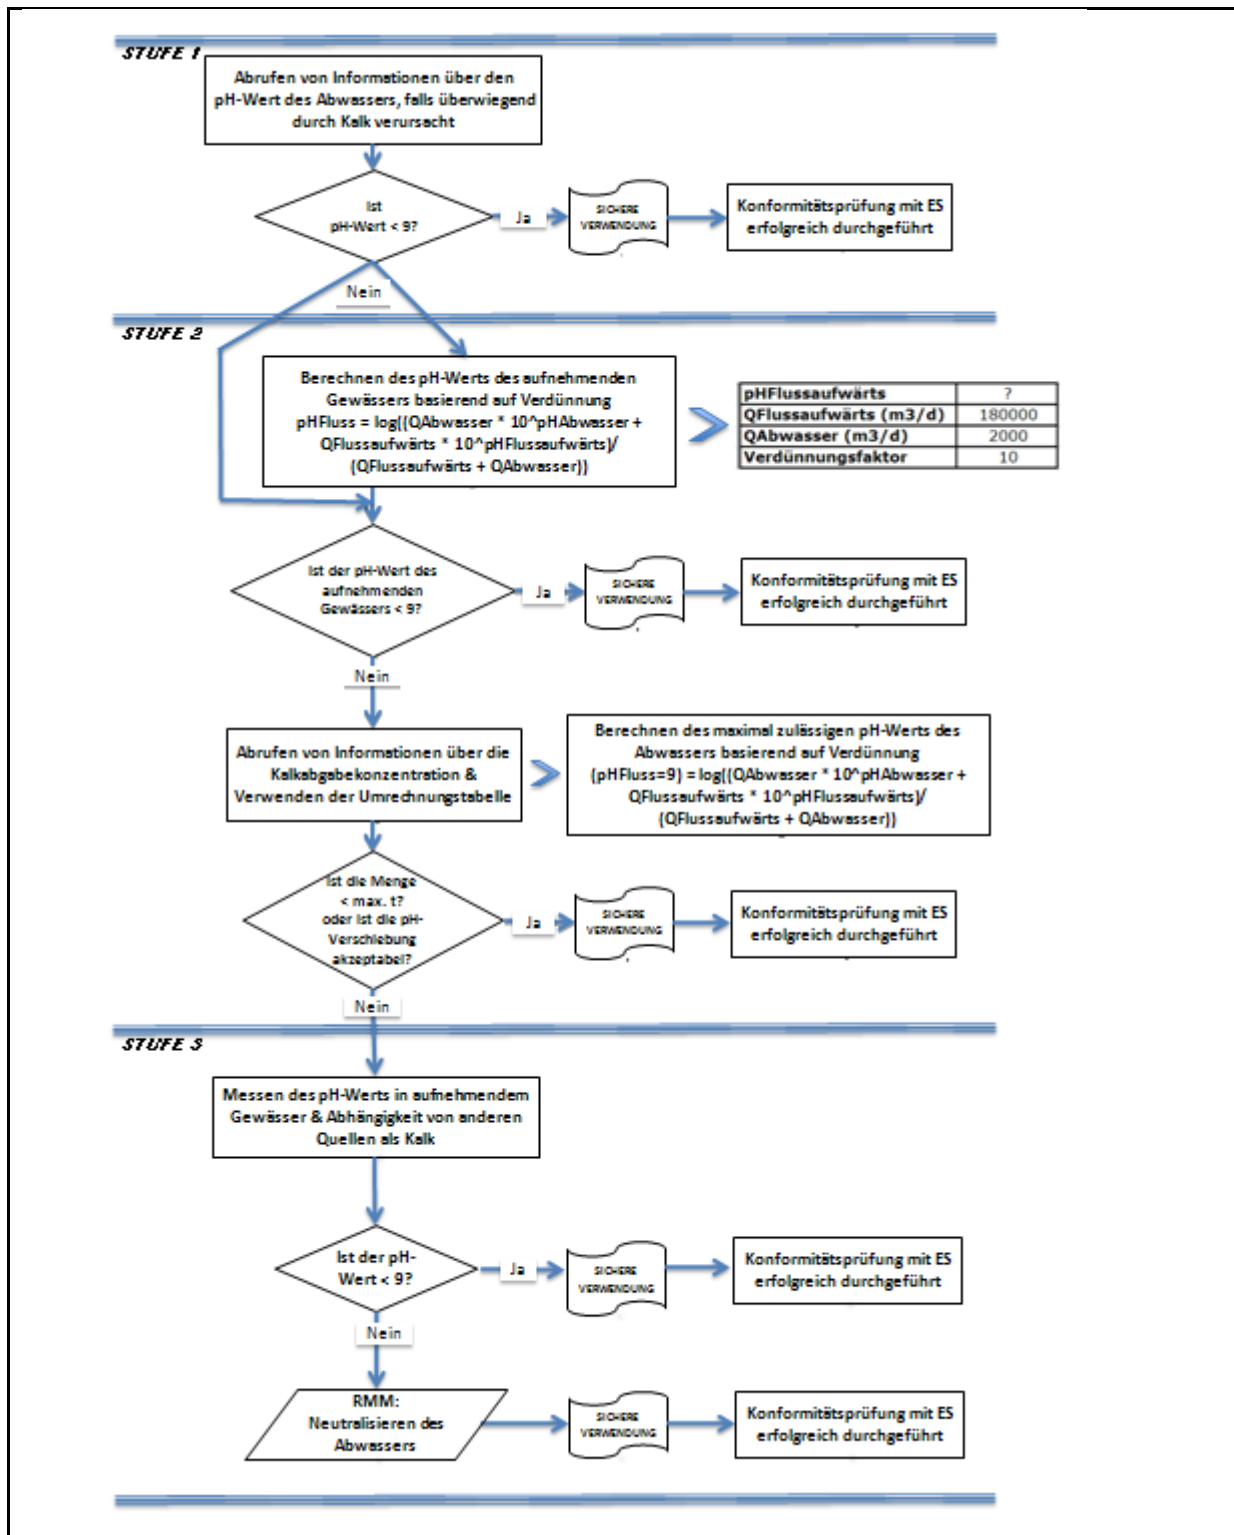 STUFE 1
Abrufen von Informationen über den
pH-Wert des Abwassers, falls überwiegend
durch Kalk verursacht
Ist
pH-Wert < 9?
Ja
SICHERE
VERWENDUNG
Konformitätsprüfung mit ES
erfolgreich durchgeführt
Nein
STUFE 2
Berechnen des pH-Werts des aufnehmenden
Gewässers basierend auf Verdünnung
pHFluss = log((QAbwasser * 10^pHAbwasser +
QFlussaufwärts * 10^pHFlussaufwärts)/
(QFlussaufwärts + QAbwasser))
pHFlussaufwärts ?
QFlussaufwärts (m3/d) 180000
QAbwasser (m3/d) 2000
Verdünnungsfaktor 10
Ist der pH-Wert des
aufnehmenden
Gewässers < 9?
Ja
SICHERE
VERWENDUNG
Konformitätsprüfung mit ES
erfolgreich durchgeführt
Nein
Abrufen von Informationen über die
Kalkabgabekonzentration &
Verwenden der Umrechnungstabelle
Berechnen des maximal zulässigen pH-Werts des
Abwassers basierend auf Verdünnung
(pHFluss=9) = log((QAbwasser * 10^pHAbwasser +
QFlussaufwärts * 10^pHFlussaufwärts)/
(QFlussaufwärts + QAbwasser))
Ist die Menge
< max. t?
oder ist die pH-
Verschiebung
akzeptabel?
Ja
SICHERE
VERWENDUNG
Konformitätsprüfung mit ES
erfolgreich durchgeführt
Nein
STUFE 3
Messen des pH-Werts in aufnehmendem
Gewässer & Abhängigkeit von anderen
Quellen als Kalk
Ist der pH-
Wert < 9?
Ja
SICHERE
VERWENDUNG
Konformitätsprüfung mit ES
erfolgreich durchgeführt
Nein
RMM:
Neutralisieren des
Abwassers
SICHERE
VERWENDUNG
Konformitätsprüfung mit ES
erfolgreich durchgeführt